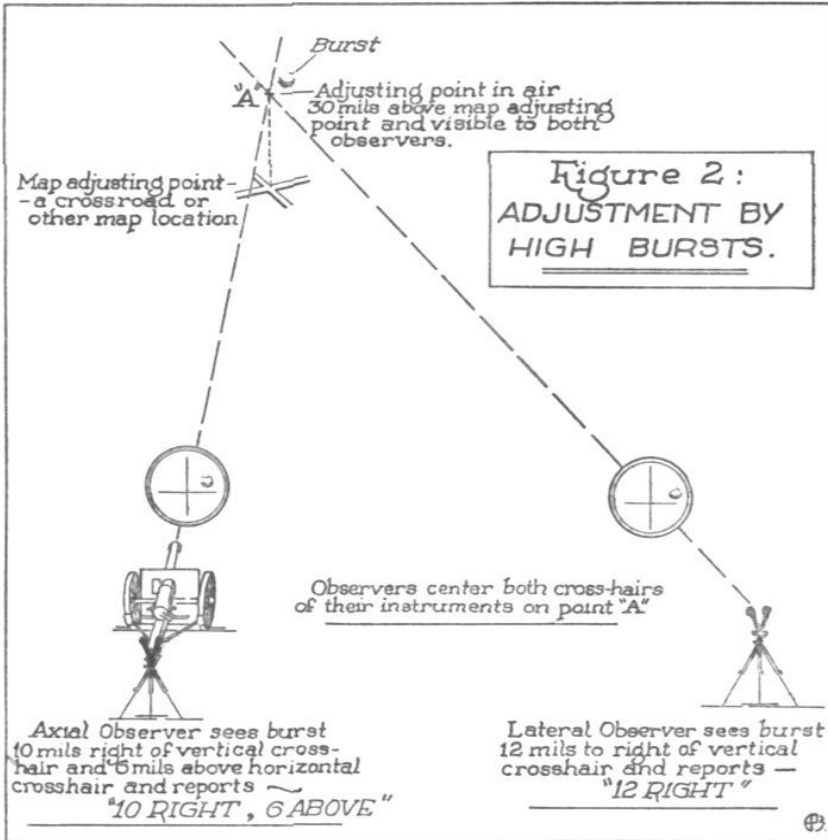 Burst
"A"
Adjusting point in air
30 mils above map adjusting
point and visible to both
observers.
Map adjusting point-
-a crossroad or
other map location
Figure 2:
ADJUSTMENT BY
HIGH BURSTS.
Observers center both cross-hairs
of their instruments on point "A"
Axial Observer sees burst
10 mils right of vertical cross-
hair and 6 mils above horizontal
crosshair and reports ~
"10 RIGHT, 6 ABOVE"
Lateral Observer sees burst
12 mils to right of vertical
crosshair and reports —
"12 RIGHT"